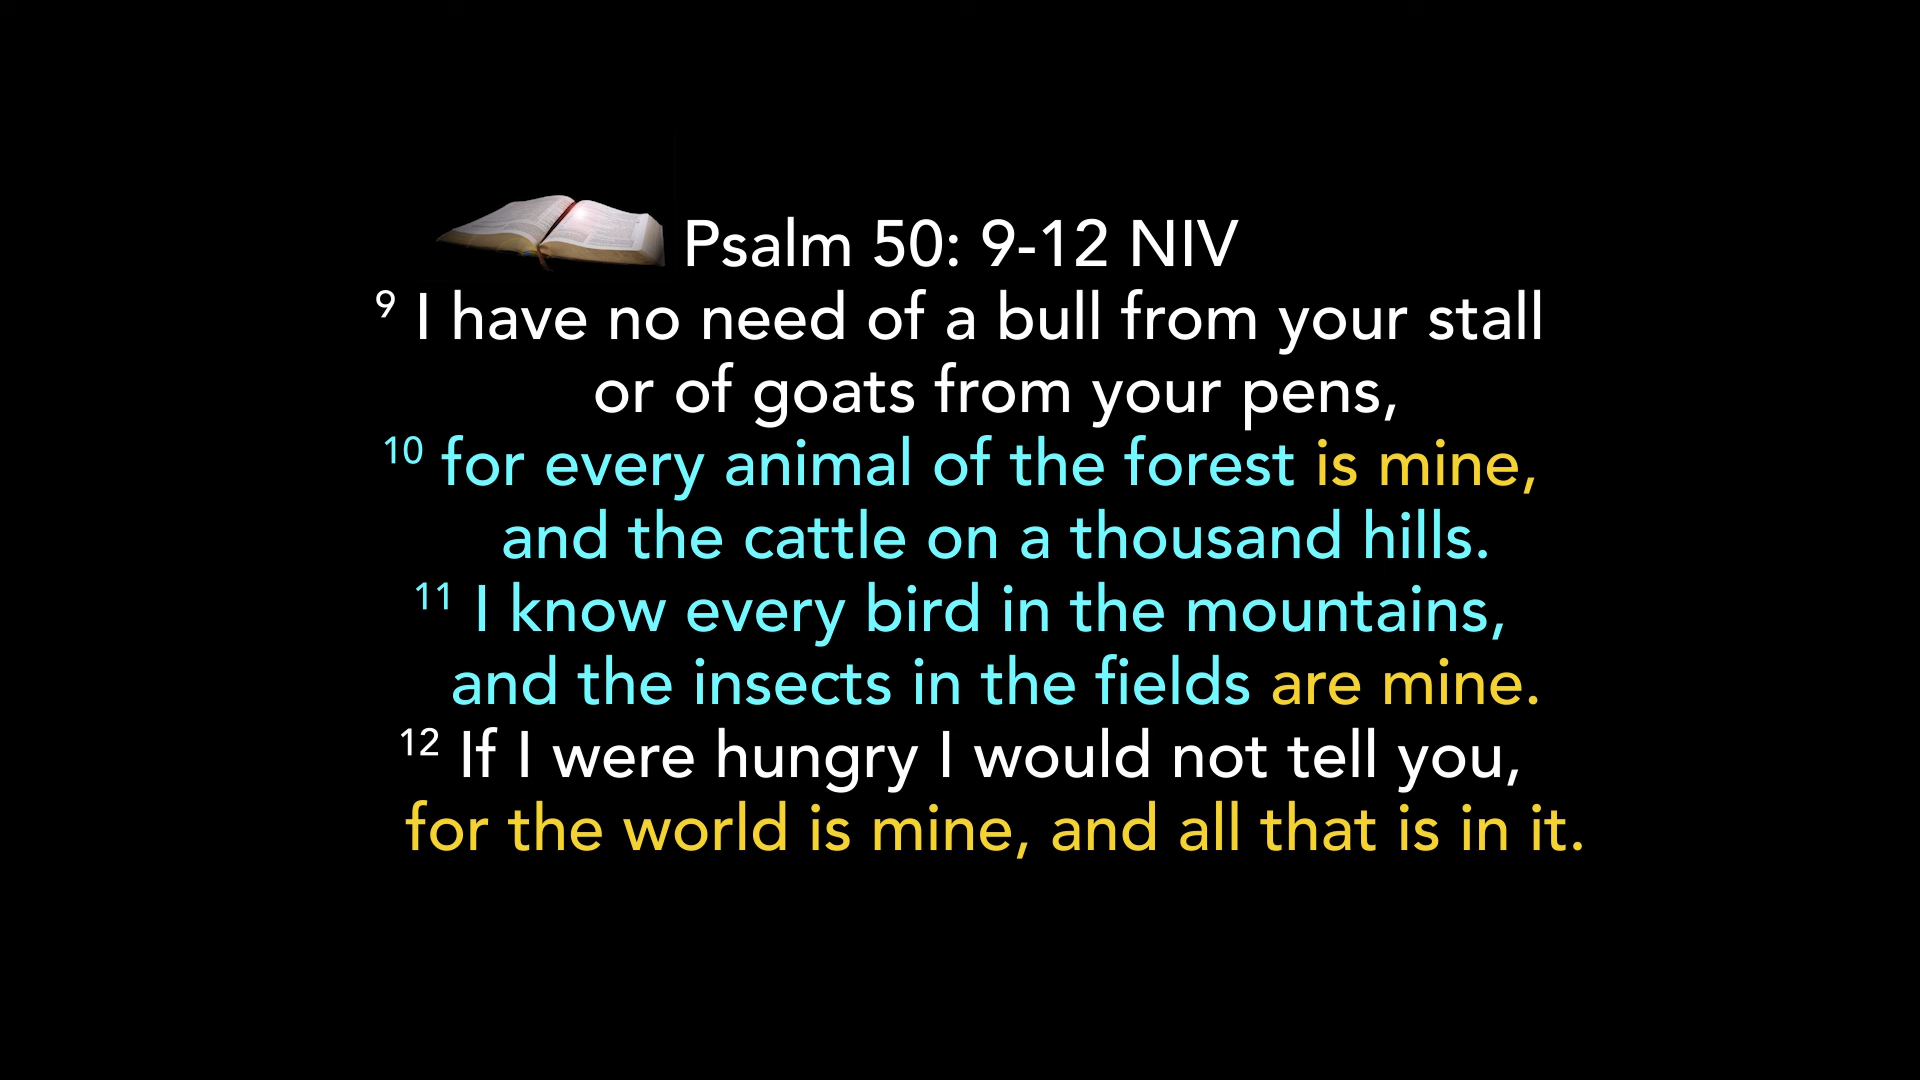 Psalm 50: 9-12 NIV
9 I have no need of a bull from your stall
or of goats from your pens,
10 for every animal of the forest is mine,
and the cattle on a thousand hills.
11 I know every bird in the mountains,
and the insects in the fields are mine.
12 If I were hungry I would not tell you,
for the world is mine, and all that is in it.